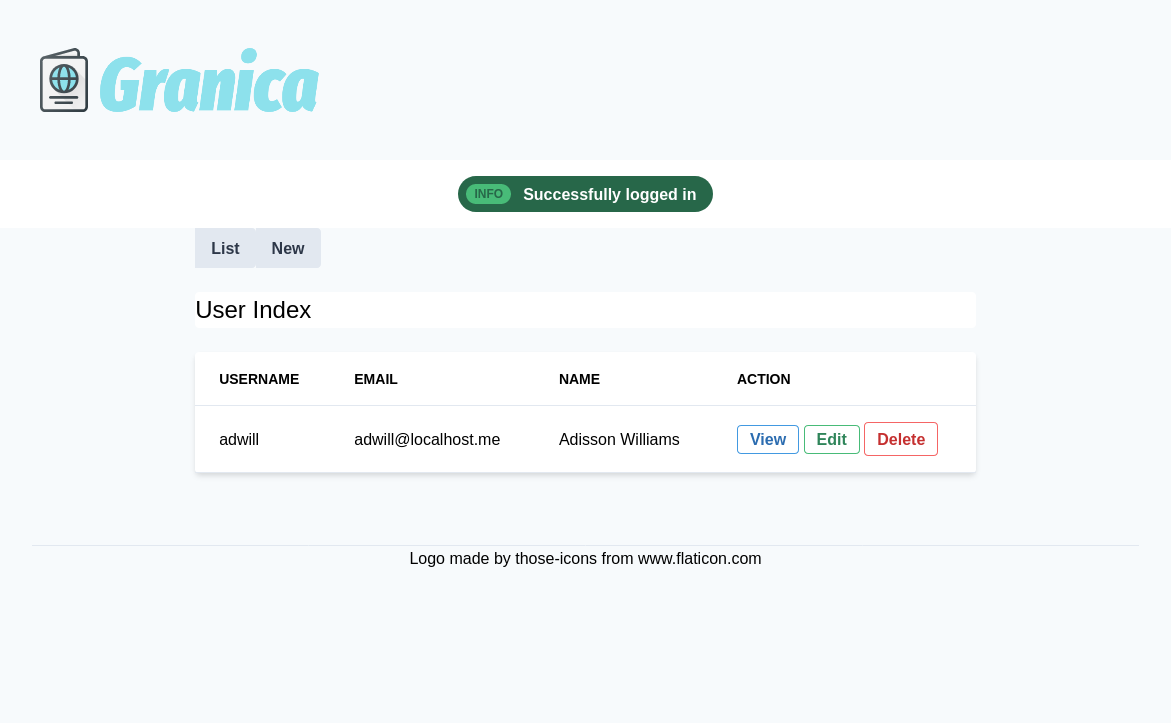 Granica
INFO Successfully logged in
List New
User Index
USERNAME EMAIL NAME ACTION
adwill adwill@localhost.me Adisson Williams View Edit Delete
Logo made by those-icons from www.flaticon.com